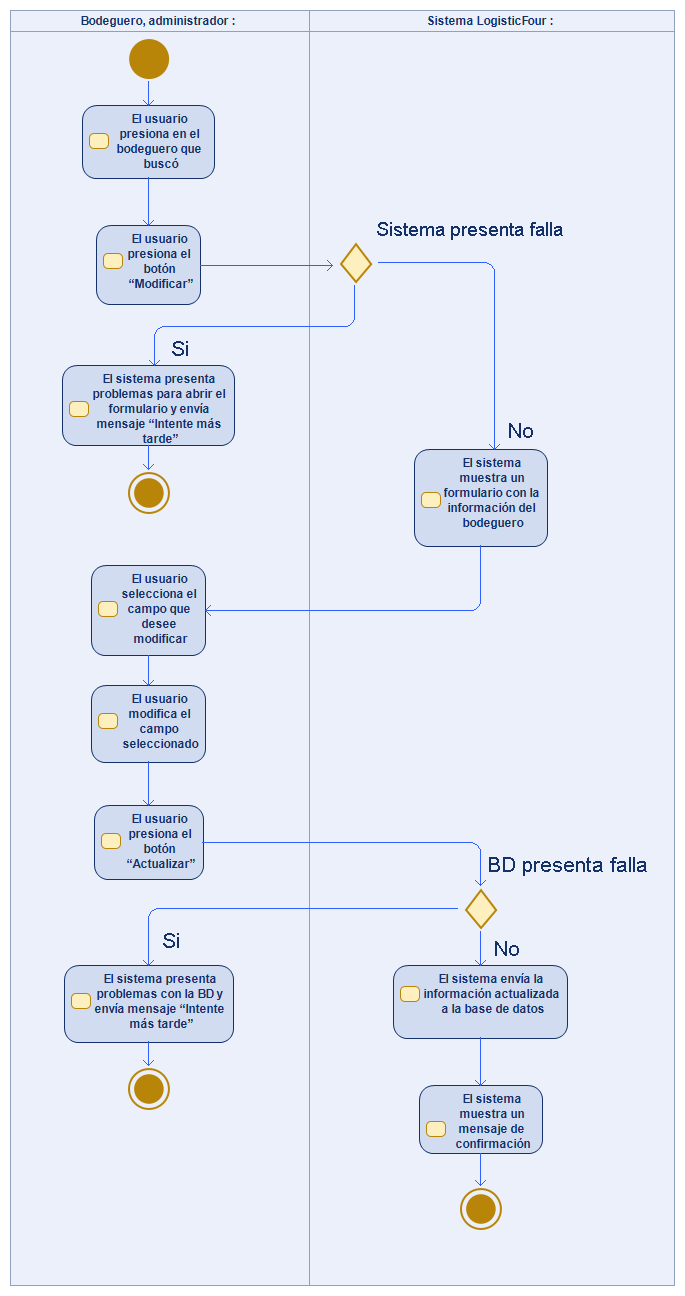 Bodeguero, administrador :
Sistema LogisticFour :
El usuario
presiona en el
bodeguero que
buscó
El usuario
presiona el
botón
“Modificar”
Sistema presenta falla
Si
El sistema presenta
problemas para abrir el
formulario y envía
mensaje “Intente más
tarde”
No
El sistema
muestra un
formulario con la
información del
bodeguero
El usuario
selecciona el
campo que
desee
modificar
El usuario
modifica el
campo
seleccionado
El usuario
presiona el
botón
“Actualizar”
BD presenta falla
Si
El sistema presenta
problemas con la BD y
envía mensaje “Intente
más tarde”
No
El sistema envía la
información actualizada
a la base de datos
El sistema
muestra un
mensaje de
confirmación